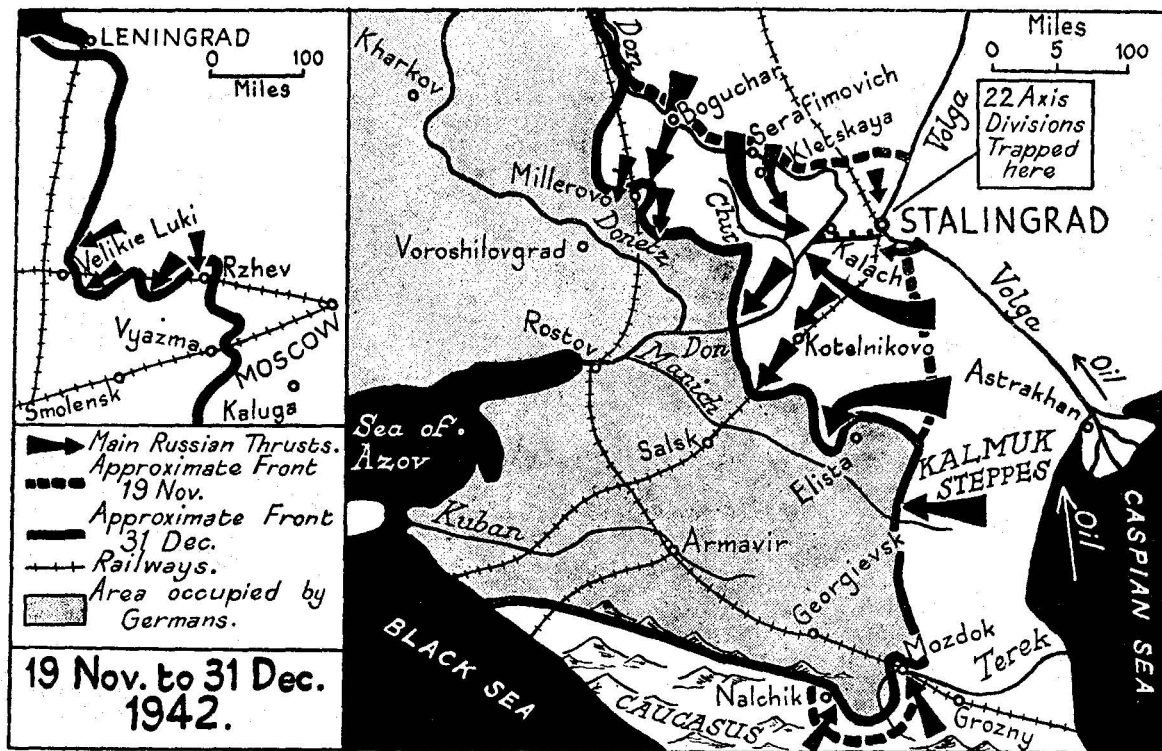 LENINGRAD
0 100
Miles
Velikie Luki
Rzhev
Vyazma
MOSCOW
Smolensk
Kaluga
Main Russian Thrusts.
Approximate Front
19 Nov.
Approximate Front
31 Dec.
Railways.
Area occupied by
Germans.
19 Nov. to 31 Dec.
1942.
Miles
0 5 100
22 Axis
Divisions
Trapped
here
Don
Kharkov
Boguchar
Serafimovich
Kletskaya
Volga
Millerovo
Donetz
Chir
STALINGRAD
Voroshilovgrad
Kalach
Volga
Rostov
Don
Kotelnikovo
Manich
Astrakhan
Oil
Sea of.
Azov
Salsk
Elista
KALMUK
STEPPES
Kuban
Armavir
Oil
CASPIAN SEA
Georgjevsk
BLACK SEA
Mozdok
Terek
Nalchik
CAUCASUS
Grozny